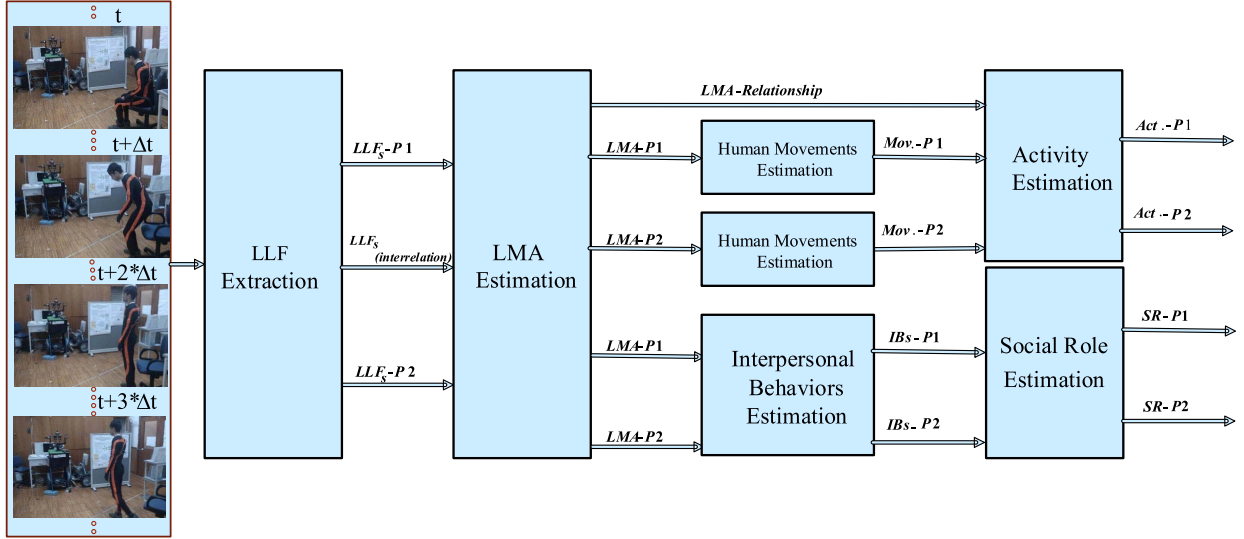 t
t+Δt
t+2*Δt
t+3*Δt
LLF
Extraction
LLFs-P1
LLFs
(interrelation)
LLFs-P2
LMA
Estimation
LMA-Relationship
LMA-P1
LMA-P2
LMA-P1
LMA-P2
Human Movements
Estimation
Human Movements
Estimation
Interpersonal
Behaviors
Estimation
Mov.-P1
Mov.-P2
IBs-P1
IBs-P2
Activity
Estimation
Social Role
Estimation
Act.-P1
Act.-P2
SR-P1
SR-P2